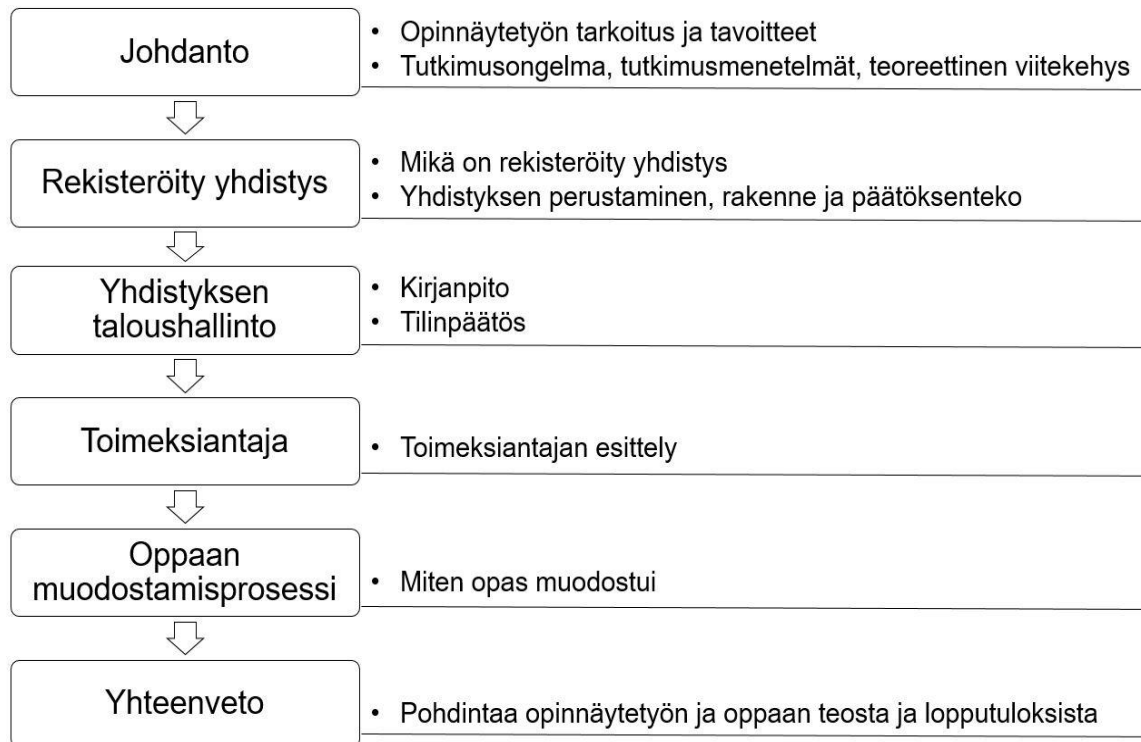 Johdanto
• Opinnäytetyön tarkoitus ja tavoitteet
• Tutkimusongelma, tutkimusmenetelmät, teoreettinen viitekehys
Rekisteröity yhdistys
• Mikä on rekisteröity yhdistys
• Yhdistyksen perustaminen, rakenne ja päätöksenteko
Yhdistyksen
taloushallinto
• Kirjanpito
• Tilinpäätös
Toimeksiantaja
• Toimeksiantajan esittely
Oppaan
muodostamisprosessi
• Miten opas muodostui
Yhteenveto
• Pohdintaa opinnäytetyön ja oppaan teosta ja lopputuloksista